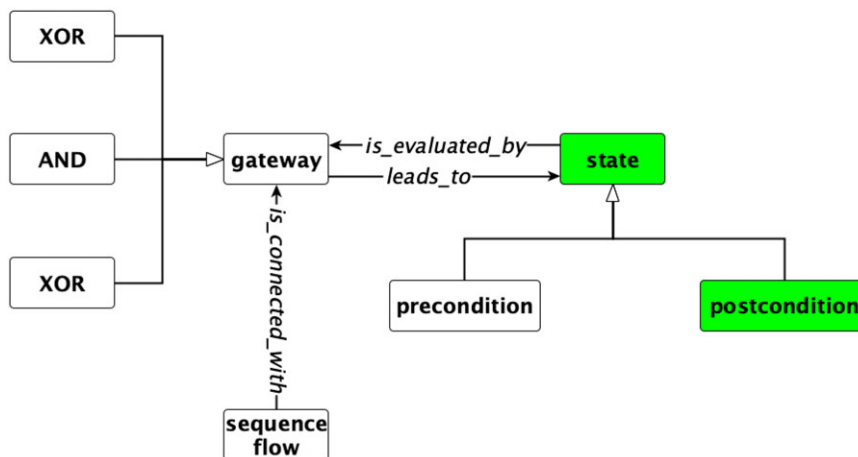 XOR
AND
XOR
gateway
is_evaluated_by
leads_to
state
is_connected_with
precondition
postcondition
sequence
flow